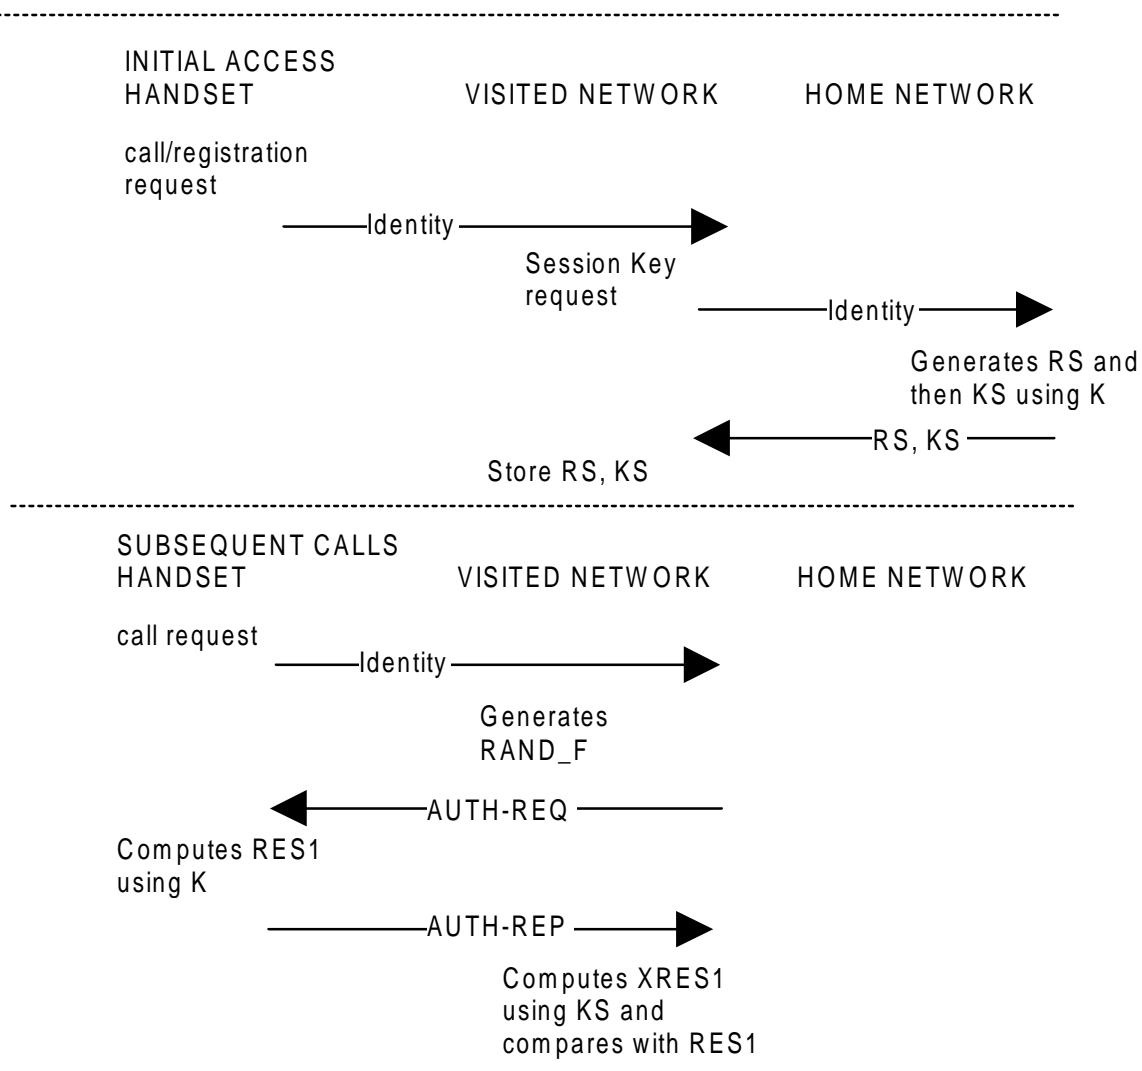 INITIAL ACCESS
HANDSET VISITED NETWORK HOME NETWORK
call/registration
request
Identity
Session Key
request
Identity
Generates RS and
then KS using K
RS, KS
Store RS, KS
SUBSEQUENT CALLS
HANDSET VISITED NETWORK HOME NETWORK
call request
Identity
Generates
RAND_F
AUTH-REQ
Computes RES1
using K
AUTH-REP
Computes XRES1
using KS and
compares with RES1